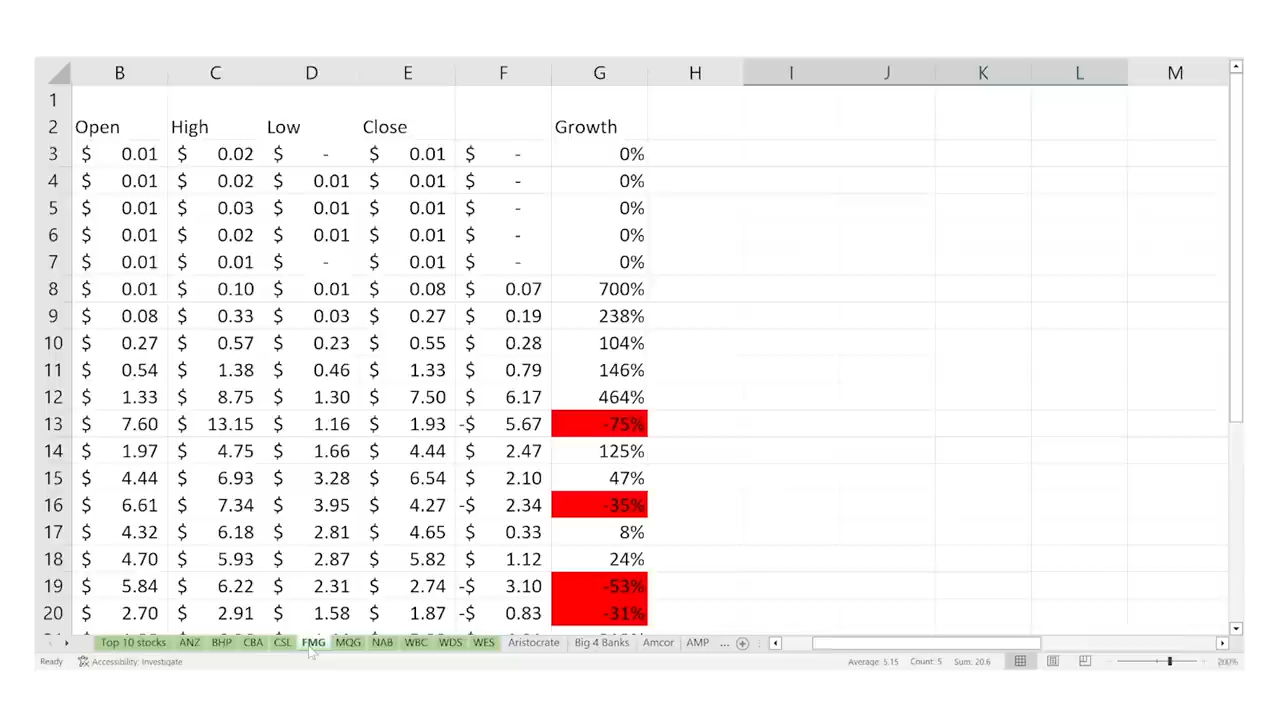 B C D E F G H I J K L M
1
2 Open High Low Close Growth
3 $ 0.01 $ 0.02 $ - $ 0.01 $ - 0%
4 $ 0.01 $ 0.02 $ 0.01 $ 0.01 $ - 0%
5 $ 0.01 $ 0.03 $ 0.01 $ 0.01 $ - 0%
6 $ 0.01 $ 0.02 $ 0.01 $ 0.01 $ - 0%
7 $ 0.01 $ 0.01 $ - $ 0.01 $ - 0%
8 $ 0.01 $ 0.10 $ 0.01 $ 0.08 $ 0.07 700%
9 $ 0.08 $ 0.33 $ 0.03 $ 0.27 $ 0.19 238%
10 $ 0.27 $ 0.57 $ 0.23 $ 0.55 $ 0.28 104%
11 $ 0.54 $ 1.38 $ 0.46 $ 1.33 $ 0.79 146%
12 $ 1.33 $ 8.75 $ 1.30 $ 7.50 $ 6.17 464%
13 $ 7.60 $ 13.15 $ 1.16 $ 1.93 -$ 5.67 -75%
14 $ 1.97 $ 4.75 $ 1.66 $ 4.44 $ 2.47 125%
15 $ 4.44 $ 6.93 $ 3.28 $ 6.54 $ 2.10 47%
16 $ 6.61 $ 7.34 $ 3.95 $ 4.27 -$ 2.34 -35%
17 $ 4.32 $ 6.18 $ 2.81 $ 4.65 $ 0.33 8%
18 $ 4.70 $ 5.93 $ 2.87 $ 5.82 $ 1.12 24%
19 $ 5.84 $ 6.22 $ 2.31 $ 2.74 -$ 3.10 -53%
20 $ 2.70 $ 2.91 $ 1.58 $ 1.87 -$ 0.83 -31%
Top 10 stocks ANZ BHP CBA CSL FMG MQG NAB WBC WDS WES Aristocrate Big 4 Banks Amcor AMP ...
Ready Accessibility: Investigate Average: 5.15 Count: 5 Sum: 20.6 200%